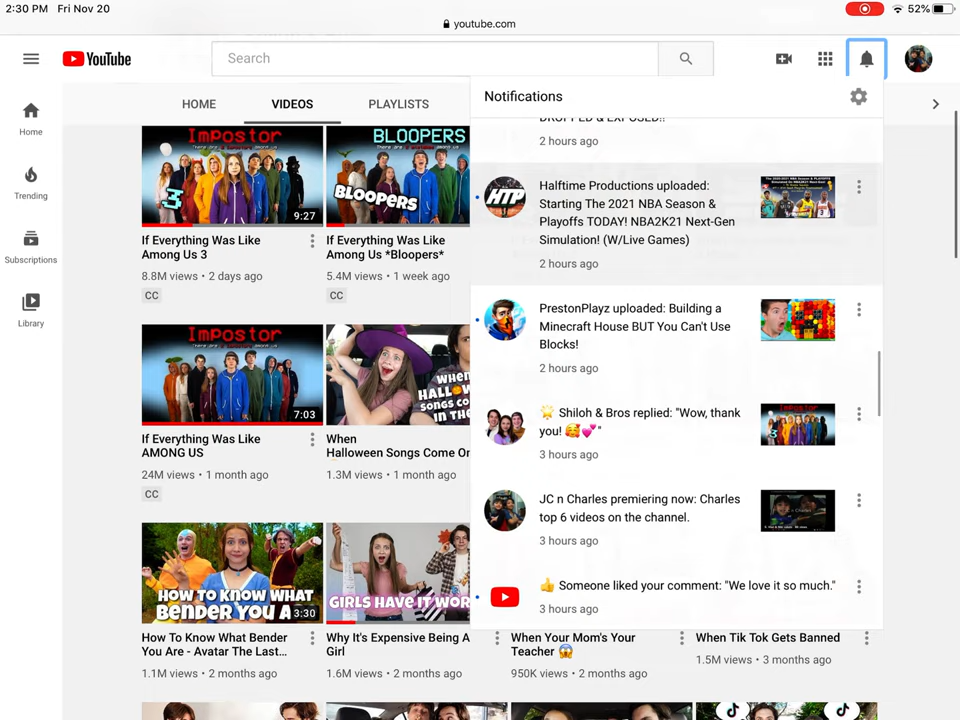 2:30 PM Fri Nov 20
52%
youtube.com
YouTube
Search
Home
Trending
Subscriptions
Library
HOME VIDEOS PLAYLISTS
Impostor
3
9:27
If Everything Was Like
Among Us 3
8.8M views • 2 days ago
CC
BLOOPERS
BLOOPERS
If Everything Was Like
Among Us *Bloopers*
5.4M views • 1 week ago
CC
Impostor
7:03
If Everything Was Like
AMONG US
24M views • 1 month ago
CC
WHEN
HALLOW
SONGS CO
IN THE
When
Halloween Songs Come On
1.3M views • 1 month ago
HOW TO KNOW WHAT
BENDER YOU A
3:30
How To Know What Bender
You Are - Avatar The Last...
1.1M views • 2 months ago
GIRLS HAVE IT WOR
Why It's Expensive Being A
Girl
1.6M views • 2 months ago
When Your Mom's Your
Teacher 😱
950K views • 2 months ago
When Tik Tok Gets Banned
1.5M views • 3 months ago
Notifications
DROPPED & EXPOSED!!
2 hours ago
HTP
Halftime Productions uploaded:
Starting The 2021 NBA Season &
Playoffs TODAY! NBA2K21 Next-Gen
Simulation! (W/Live Games)
2 hours ago
PrestonPlayz uploaded: Building a
Minecraft House BUT You Can't Use
Blocks!
2 hours ago
🌟 Shiloh & Bros replied: "Wow, thank
you! 🥰💕"
3 hours ago
JC n Charles premiering now: Charles
top 6 videos on the channel.
3 hours ago
👍 Someone liked your comment: "We love it so much."
3 hours ago